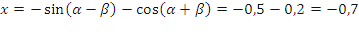 x = − sin(α − β) − cos(α + β) = −0,5 − 0,2 = −0,7